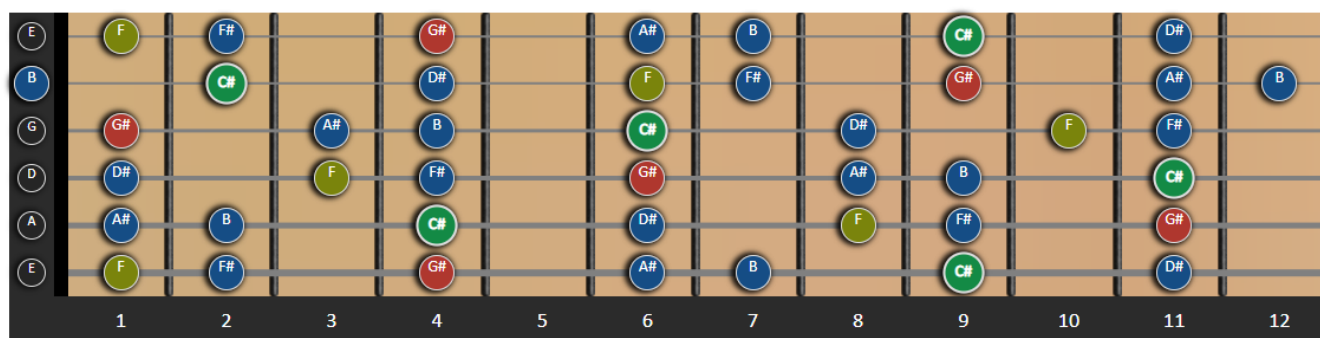 E F F# G# A# B C# D#
B C# D# F F# G# A# B
G G# A# B C# D# F F#
D D# F F# G# A# B C#
A A# B C# D# F F# G#
E F F# G# A# B C# D#
1 2 3 4 5 6 7 8 9 10 11 12